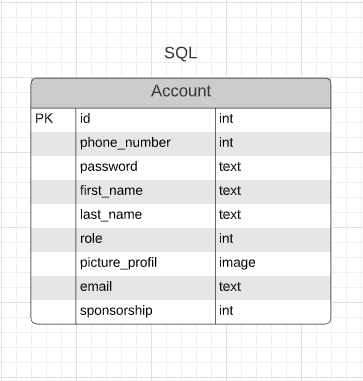 SQL
Account
PK id int
phone_number int
password text
first_name text
last_name text
role int
picture_profil image
email text
sponsorship int